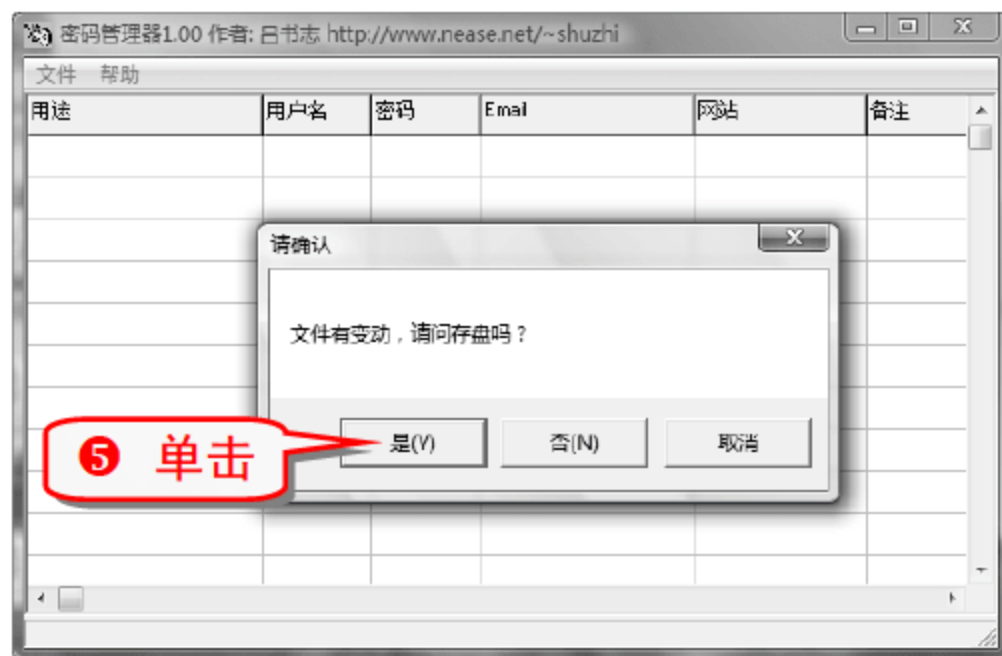 密码管理器1.00 作者: 吕书志 http://www.nease.net/~shuzhi
文件 帮助
用途 用户名 密码 Email 网站 备注
请确认
文件有变动，请问存盘吗？
❺ 单击 是(Y) 否(N) 取消